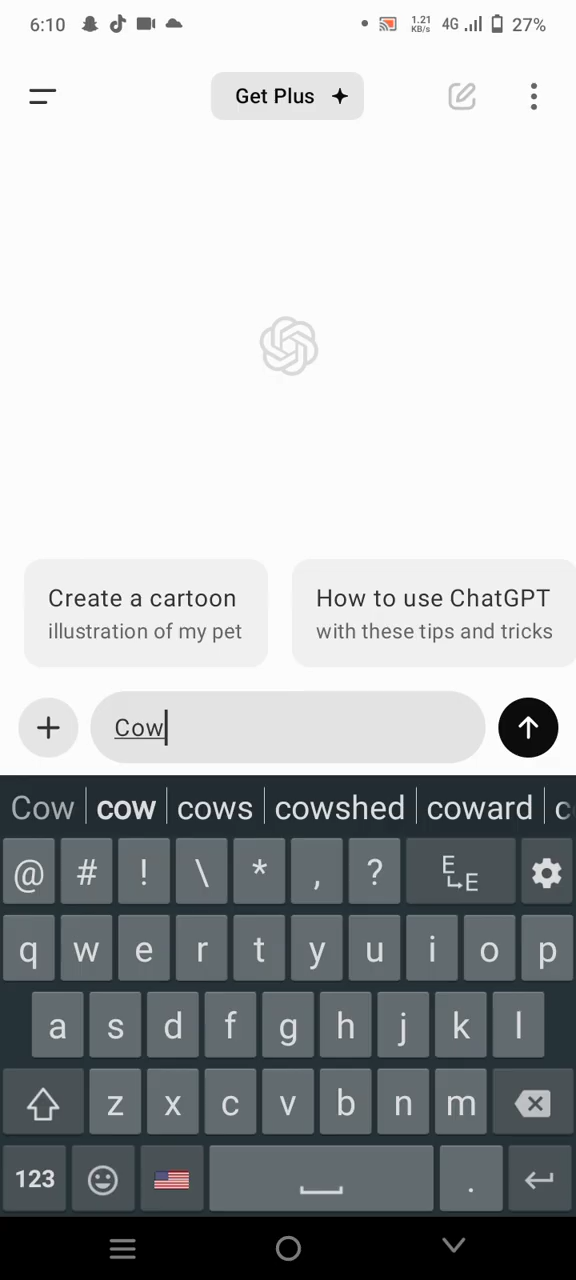 6:10 1.21 KB/s 4G 27%
Get Plus
Create a cartoon
illustration of my pet
How to use ChatGPT
with these tips and tricks
Cow
Cow cow cows cowshed coward c
@ # ! \ * , ? E E
q w e r t y u i o p
a s d f g h j k l
z x c v b n m
123 .